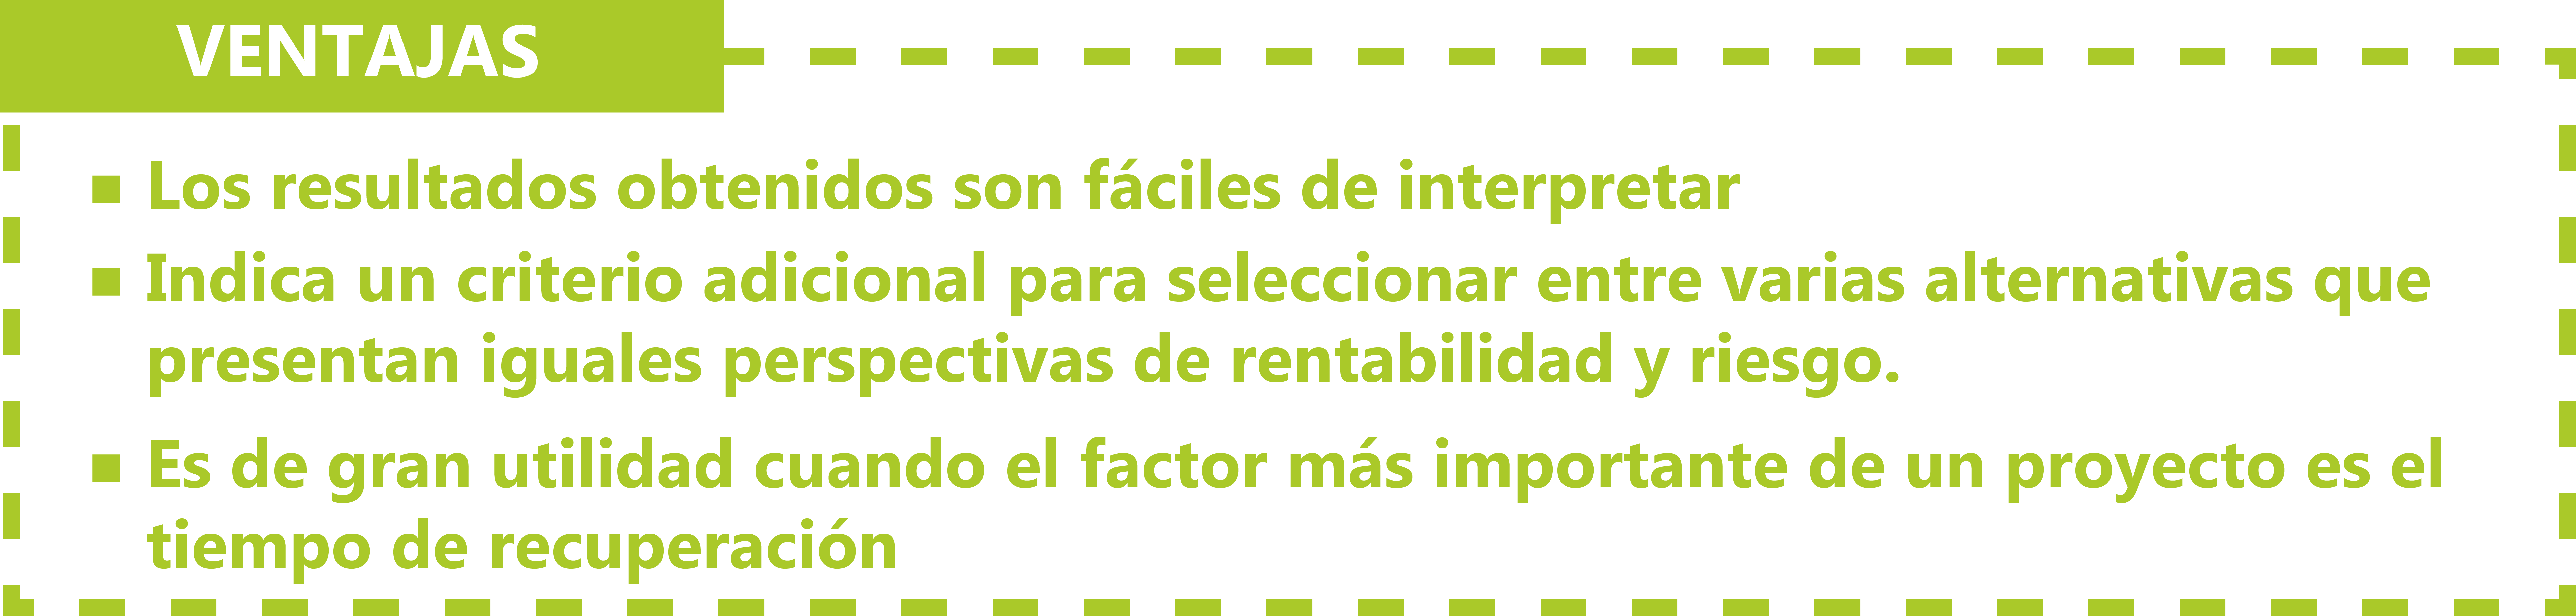 VENTAJAS
Los resultados obtenidos son fáciles de interpretar
Indica un criterio adicional para seleccionar entre varias alternativas que
presentan iguales perspectivas de rentabilidad y riesgo.
Es de gran utilidad cuando el factor más importante de un proyecto es el
tiempo de recuperación